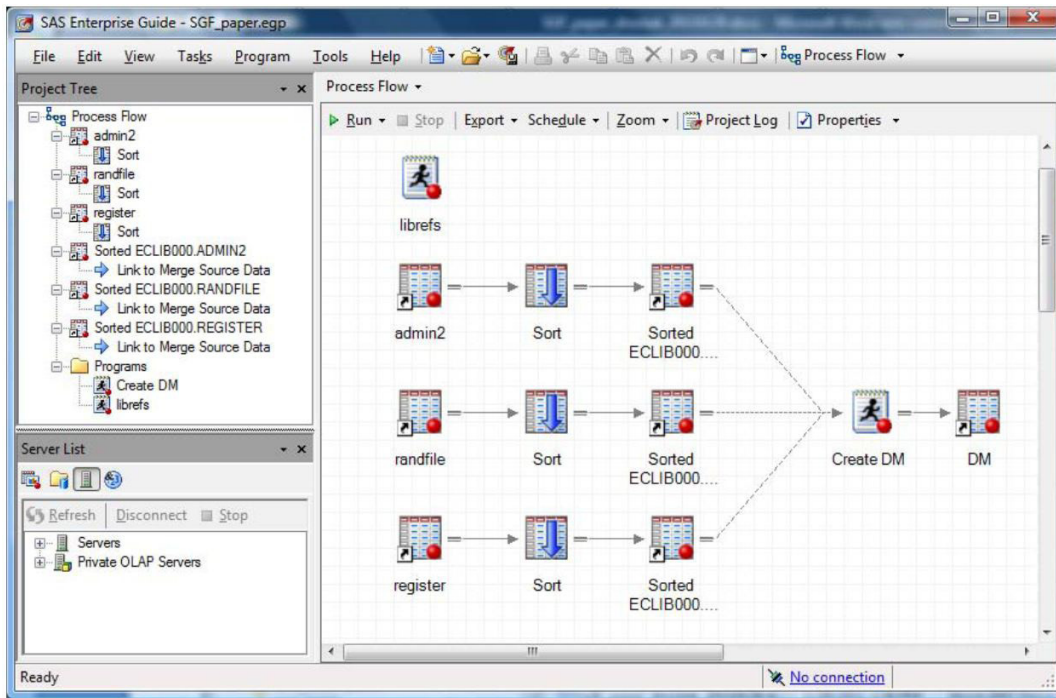 SAS Enterprise Guide - SGF_paper.egp
File Edit View Tasks Program Tools Help Process Flow
Project Tree
Process Flow
admin2
Sort
randfile
Sort
register
Sort
Sorted ECLIB000.ADMIN2
Link to Merge Source Data
Sorted ECLIB000.RANDFILE
Link to Merge Source Data
Sorted ECLIB000.REGISTER
Link to Merge Source Data
Programs
Create DM
librefs
Server List
Refresh Disconnect Stop
Servers
Private OLAP Servers
Process Flow
Run Stop Export Schedule Zoom Project Log Properties
librefs
admin2 Sort Sorted
ECLIB000....
randfile Sort Sorted
ECLIB000....
Create DM DM
register Sort Sorted
ECLIB000....
Ready No connection